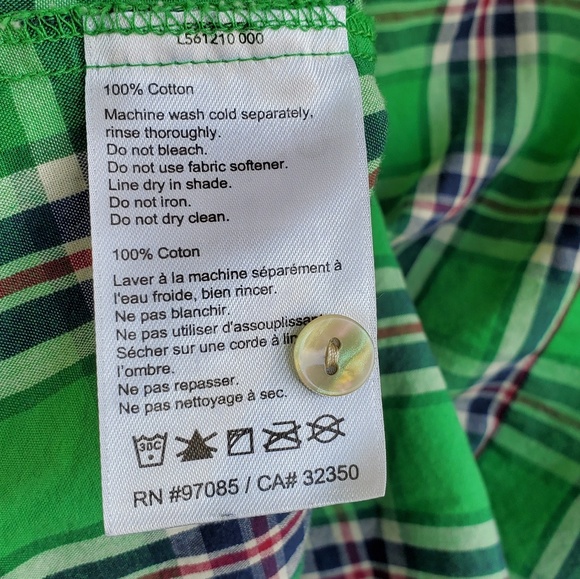 L561210 000
100% Cotton
Machine wash cold separately,
rinse thoroughly.
Do not bleach.
Do not use fabric softener.
Line dry in shade.
Do not iron.
Do not dry clean.
100% Coton
Laver à la machine séparément à
l'eau froide, bien rincer.
Ne pas blanchir.
Ne pas utiliser d'assouplissa
Sécher sur une corde à lin
l'ombre.
Ne pas repasser.
Ne pas nettoyage à sec.
30C
RN #97085 / CA# 32350